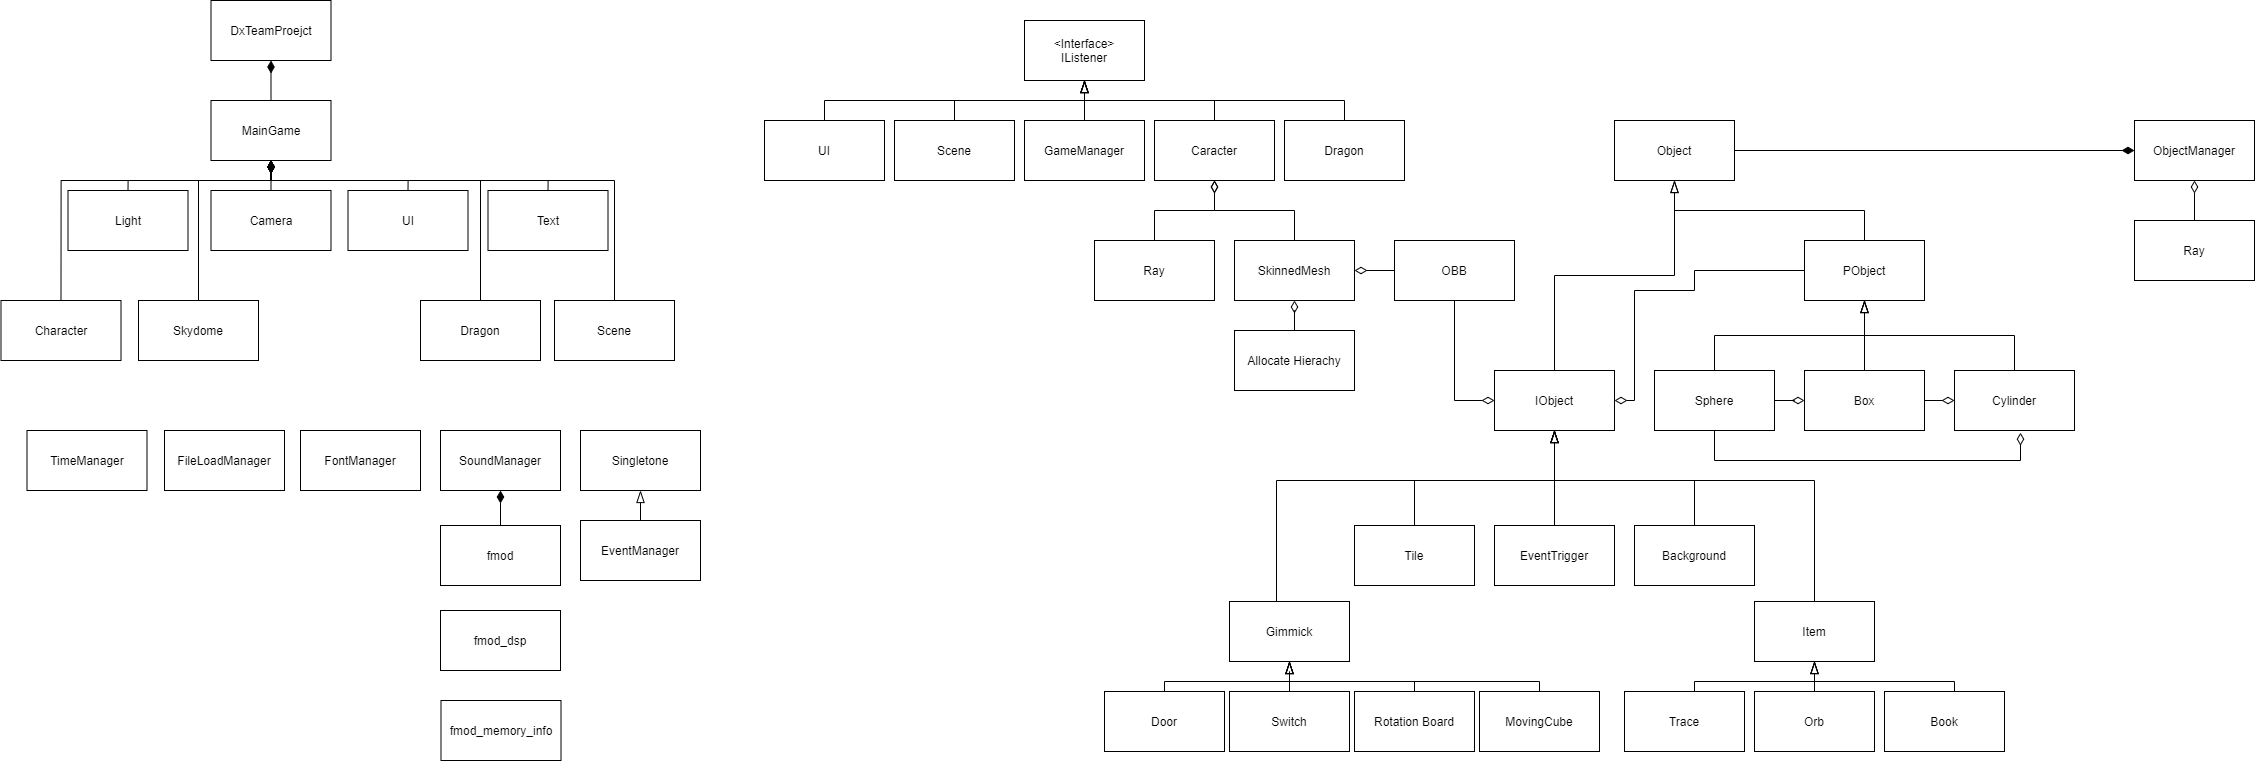 DxTeamProejct
MainGame
Light
Camera
UI
Text
Character
Skydome
Dragon
Scene
TimeManager
FileLoadManager
FontManager
SoundManager
Singletone
fmod
EventManager
fmod_dsp
fmod_memory_info
<Interface>
IListener
UI
Scene
GameManager
Caracter
Dragon
Ray
SkinnedMesh
OBB
Allocate Hierachy
Object
ObjectManager
Ray
PObject
IObject
Sphere
Box
Cylinder
Tile
EventTrigger
Background
Gimmick
Item
Door
Switch
Rotation Board
MovingCube
Trace
Orb
Book